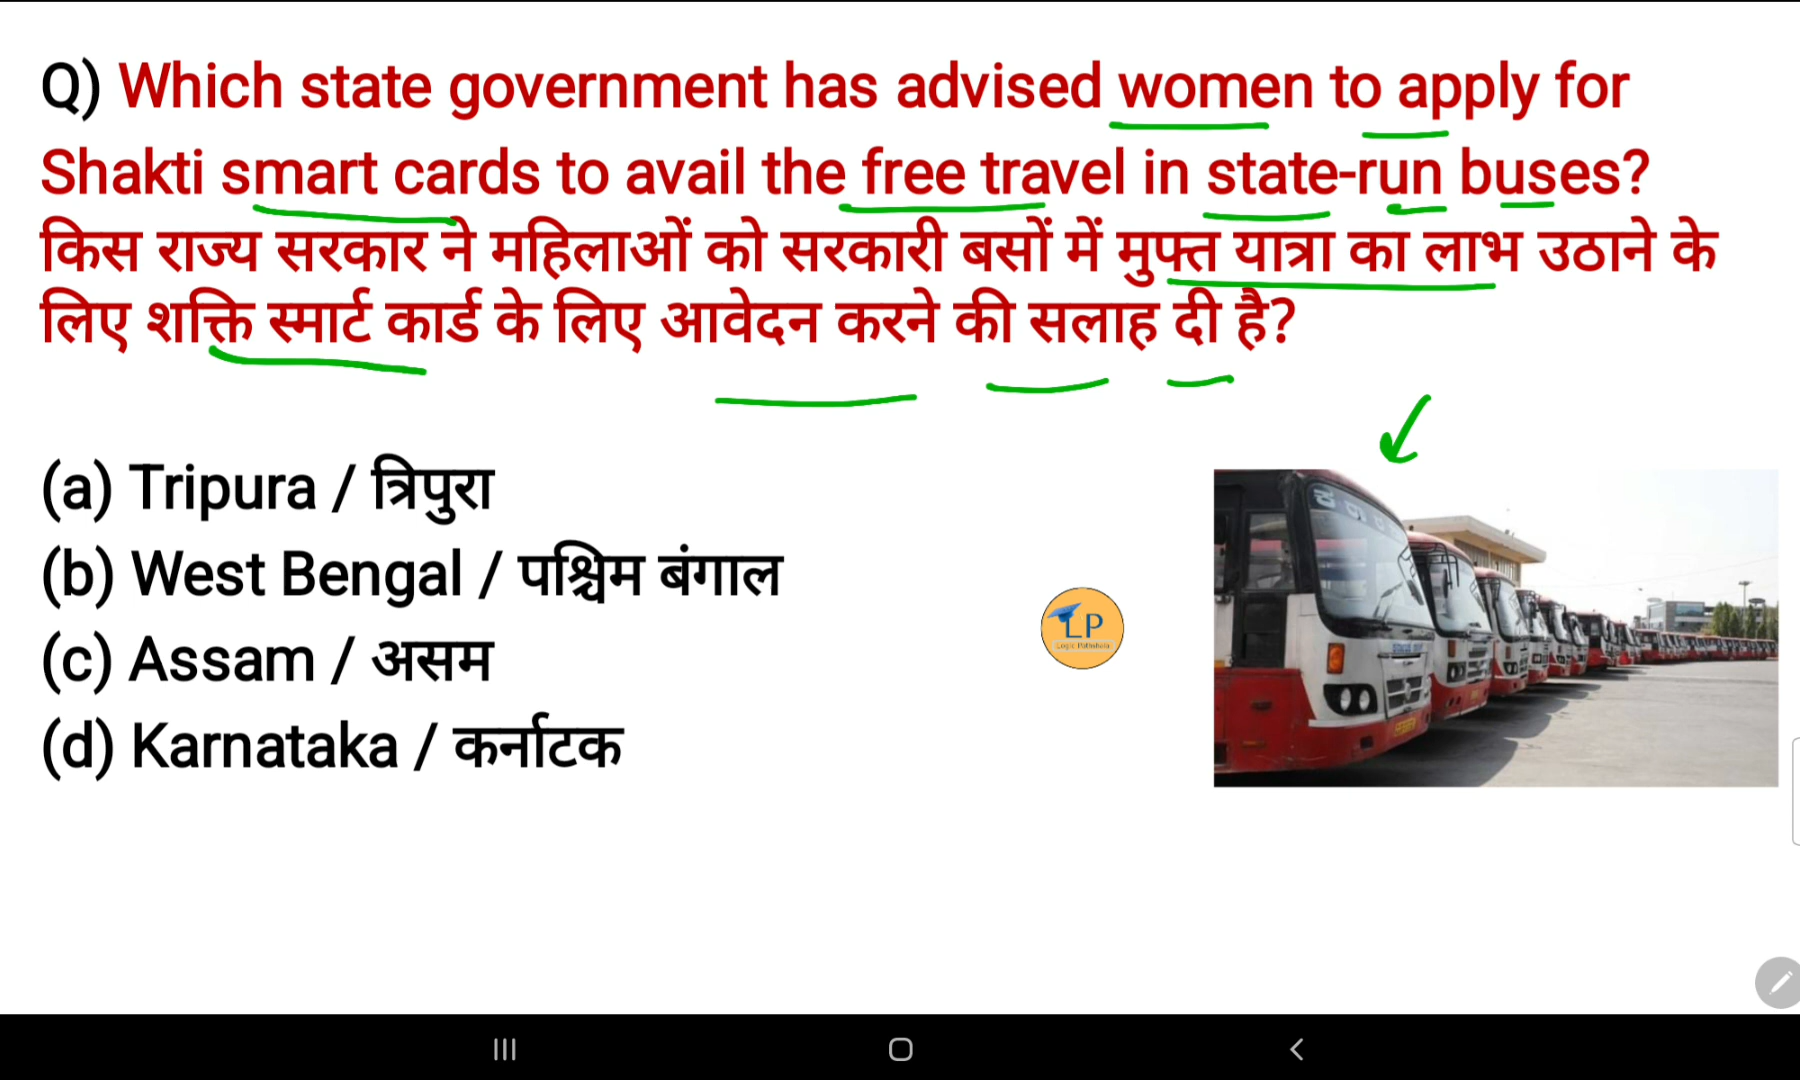 Q) Which state government has advised women to apply for
Shakti smart cards to avail the free travel in state-run buses?
किस राज्य सरकार ने महिलाओं को सरकारी बसों में मुफ्त यात्रा का लाभ उठाने के
लिए शक्ति स्मार्ट कार्ड के लिए आवेदन करने की सलाह दी है?
(a) Tripura / त्रिपुरा
(b) West Bengal / पश्चिम बंगाल
(c) Assam / असम
(d) Karnataka / कर्नाटक
LP
Logic Pathshala